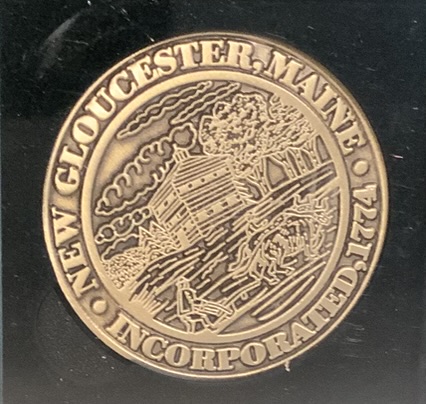 NEW GLOUCESTER, MAINE
INCORPORATED, 1774